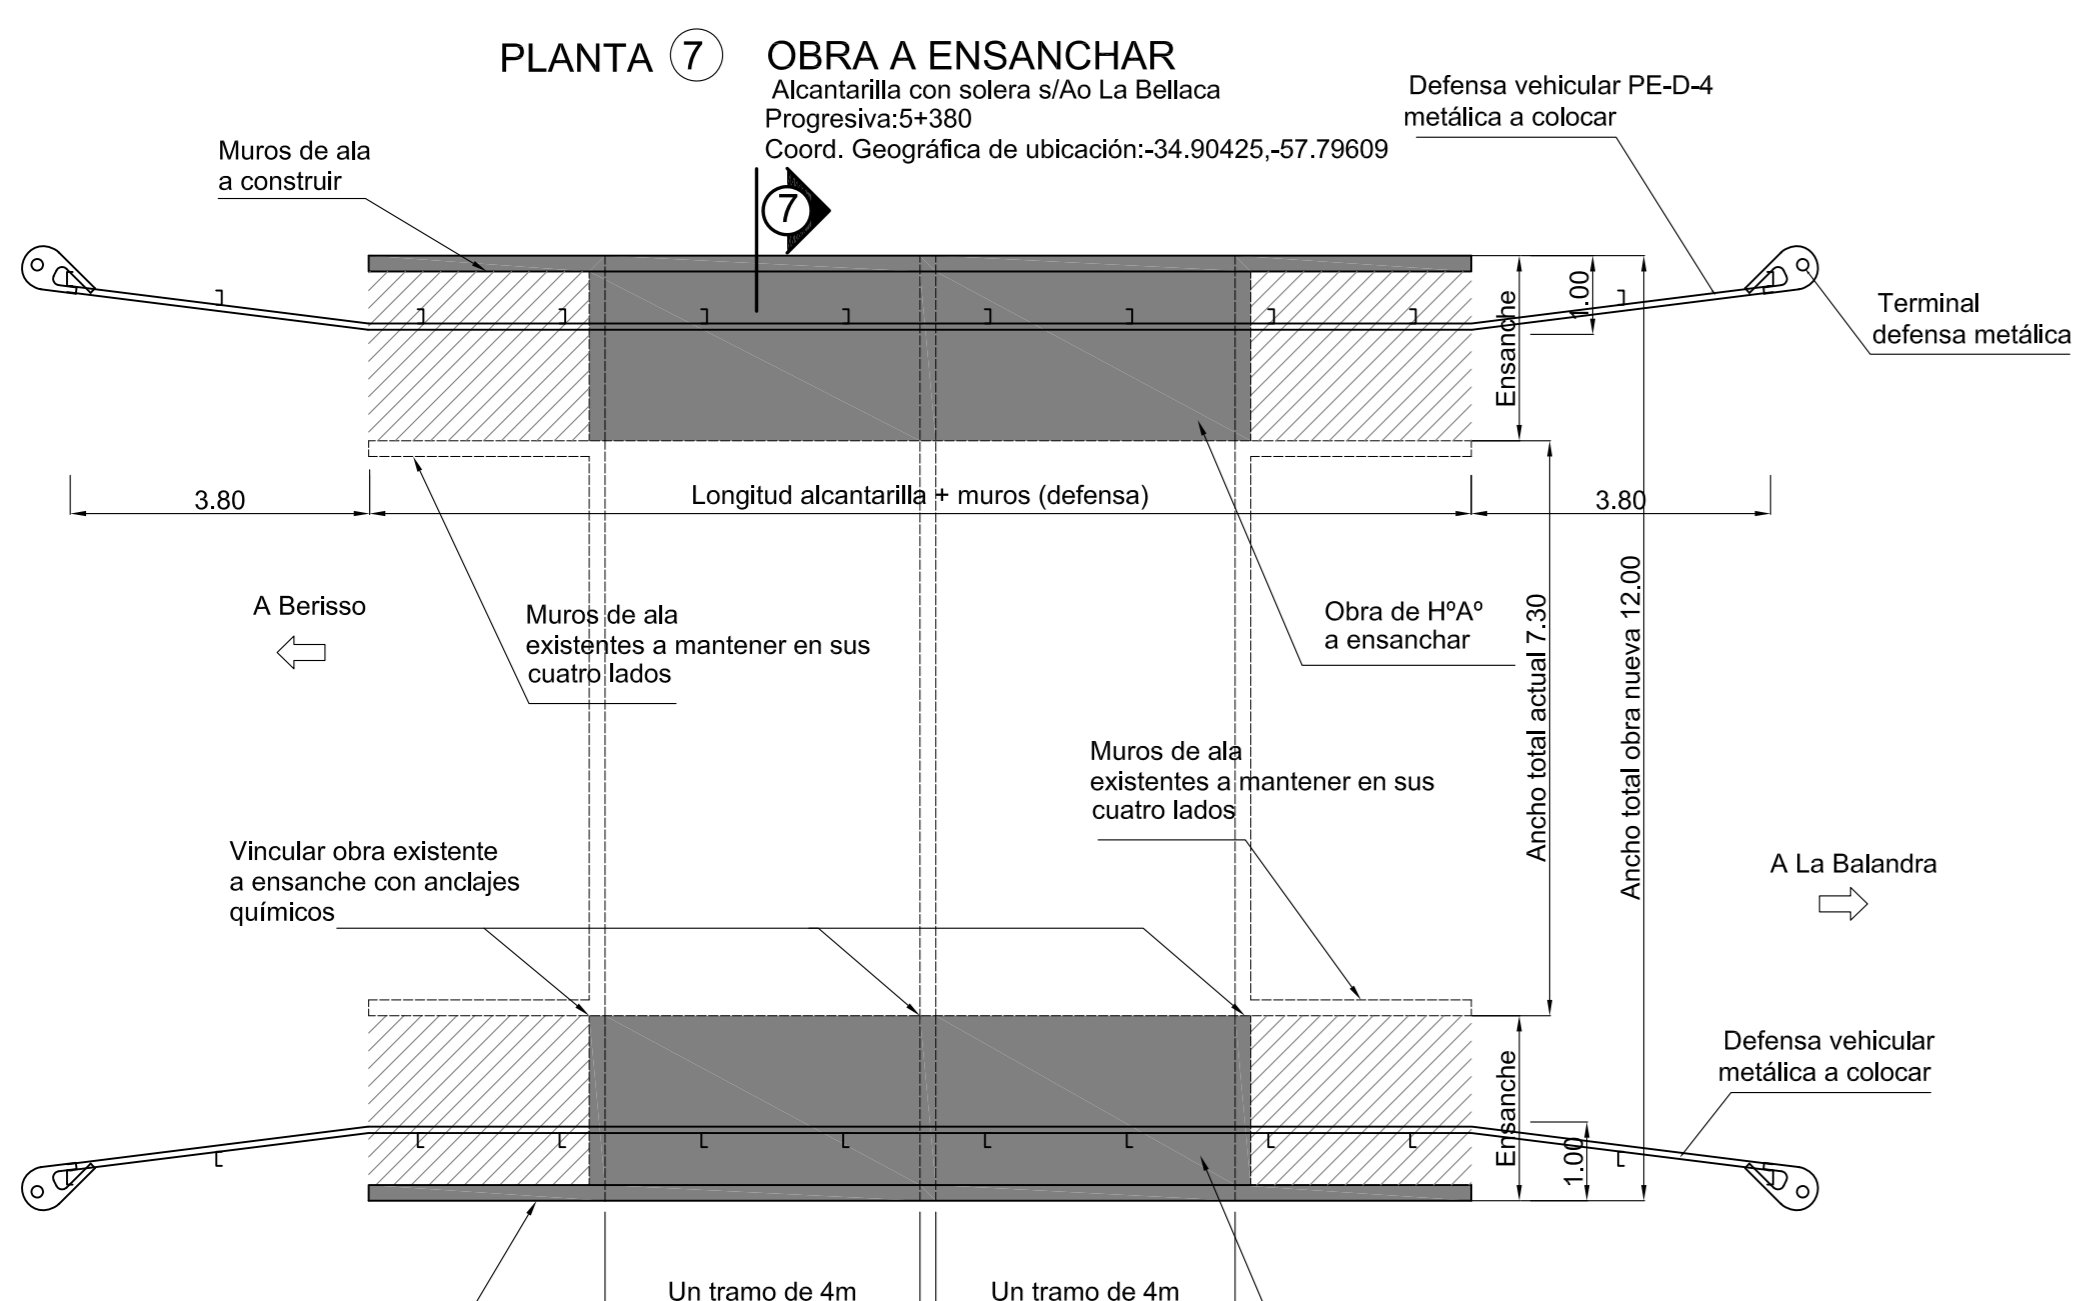 PLANTA 7 OBRA A ENSANCHAR
Alcantarilla con solera s/Ao La Bellaca
Progresiva:5+380
Coord. Geográfica de ubicación:-34.90425,-57.79609
Defensa vehicular PE-D-4
metálica a colocar
Muros de ala
a construir
7
1.00
Ensanche
Terminal
defensa metálica
3.80
Longitud alcantarilla + muros (defensa)
3.80
A Berisso
Muros de ala
existentes a mantener en sus
cuatro lados
Obra de HºAº
a ensanchar
Ancho total actual 7.30
Ancho total obra nueva 12.00
Muros de ala
existentes a mantener en sus
cuatro lados
Vincular obra existente
a ensanche con anclajes
químicos
A La Balandra
Ensanche
1.00
Defensa vehicular
metálica a colocar
Un tramo de 4m
Un tramo de 4m